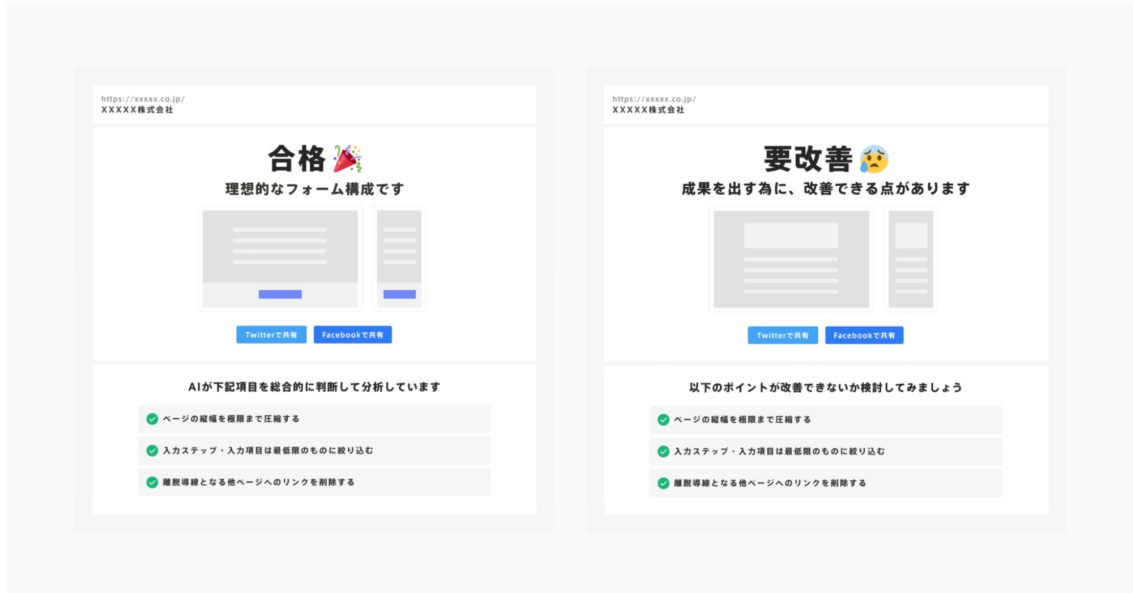 https://xxxxx.co.jp/
XXXXX株式会社
合格
理想的なフォーム構成です
Twitterで共有
Facebookで共有
AIが下記項目を総合的に判断して分析しています
ページの縦幅を極限まで圧縮する
入力ステップ・入力項目は最低限のものに絞り込む
離脱導線となる他ページへのリンクを削除する
https://xxxxx.co.jp/
XXXXX株式会社
要改善
成果を出す為に、改善できる点があります
Twitterで共有
Facebookで共有
以下のポイントが改善できないか検討してみましょう
ページの縦幅を極限まで圧縮する
入力ステップ・入力項目は最低限のものに絞り込む
離脱導線となる他ページへのリンクを削除する